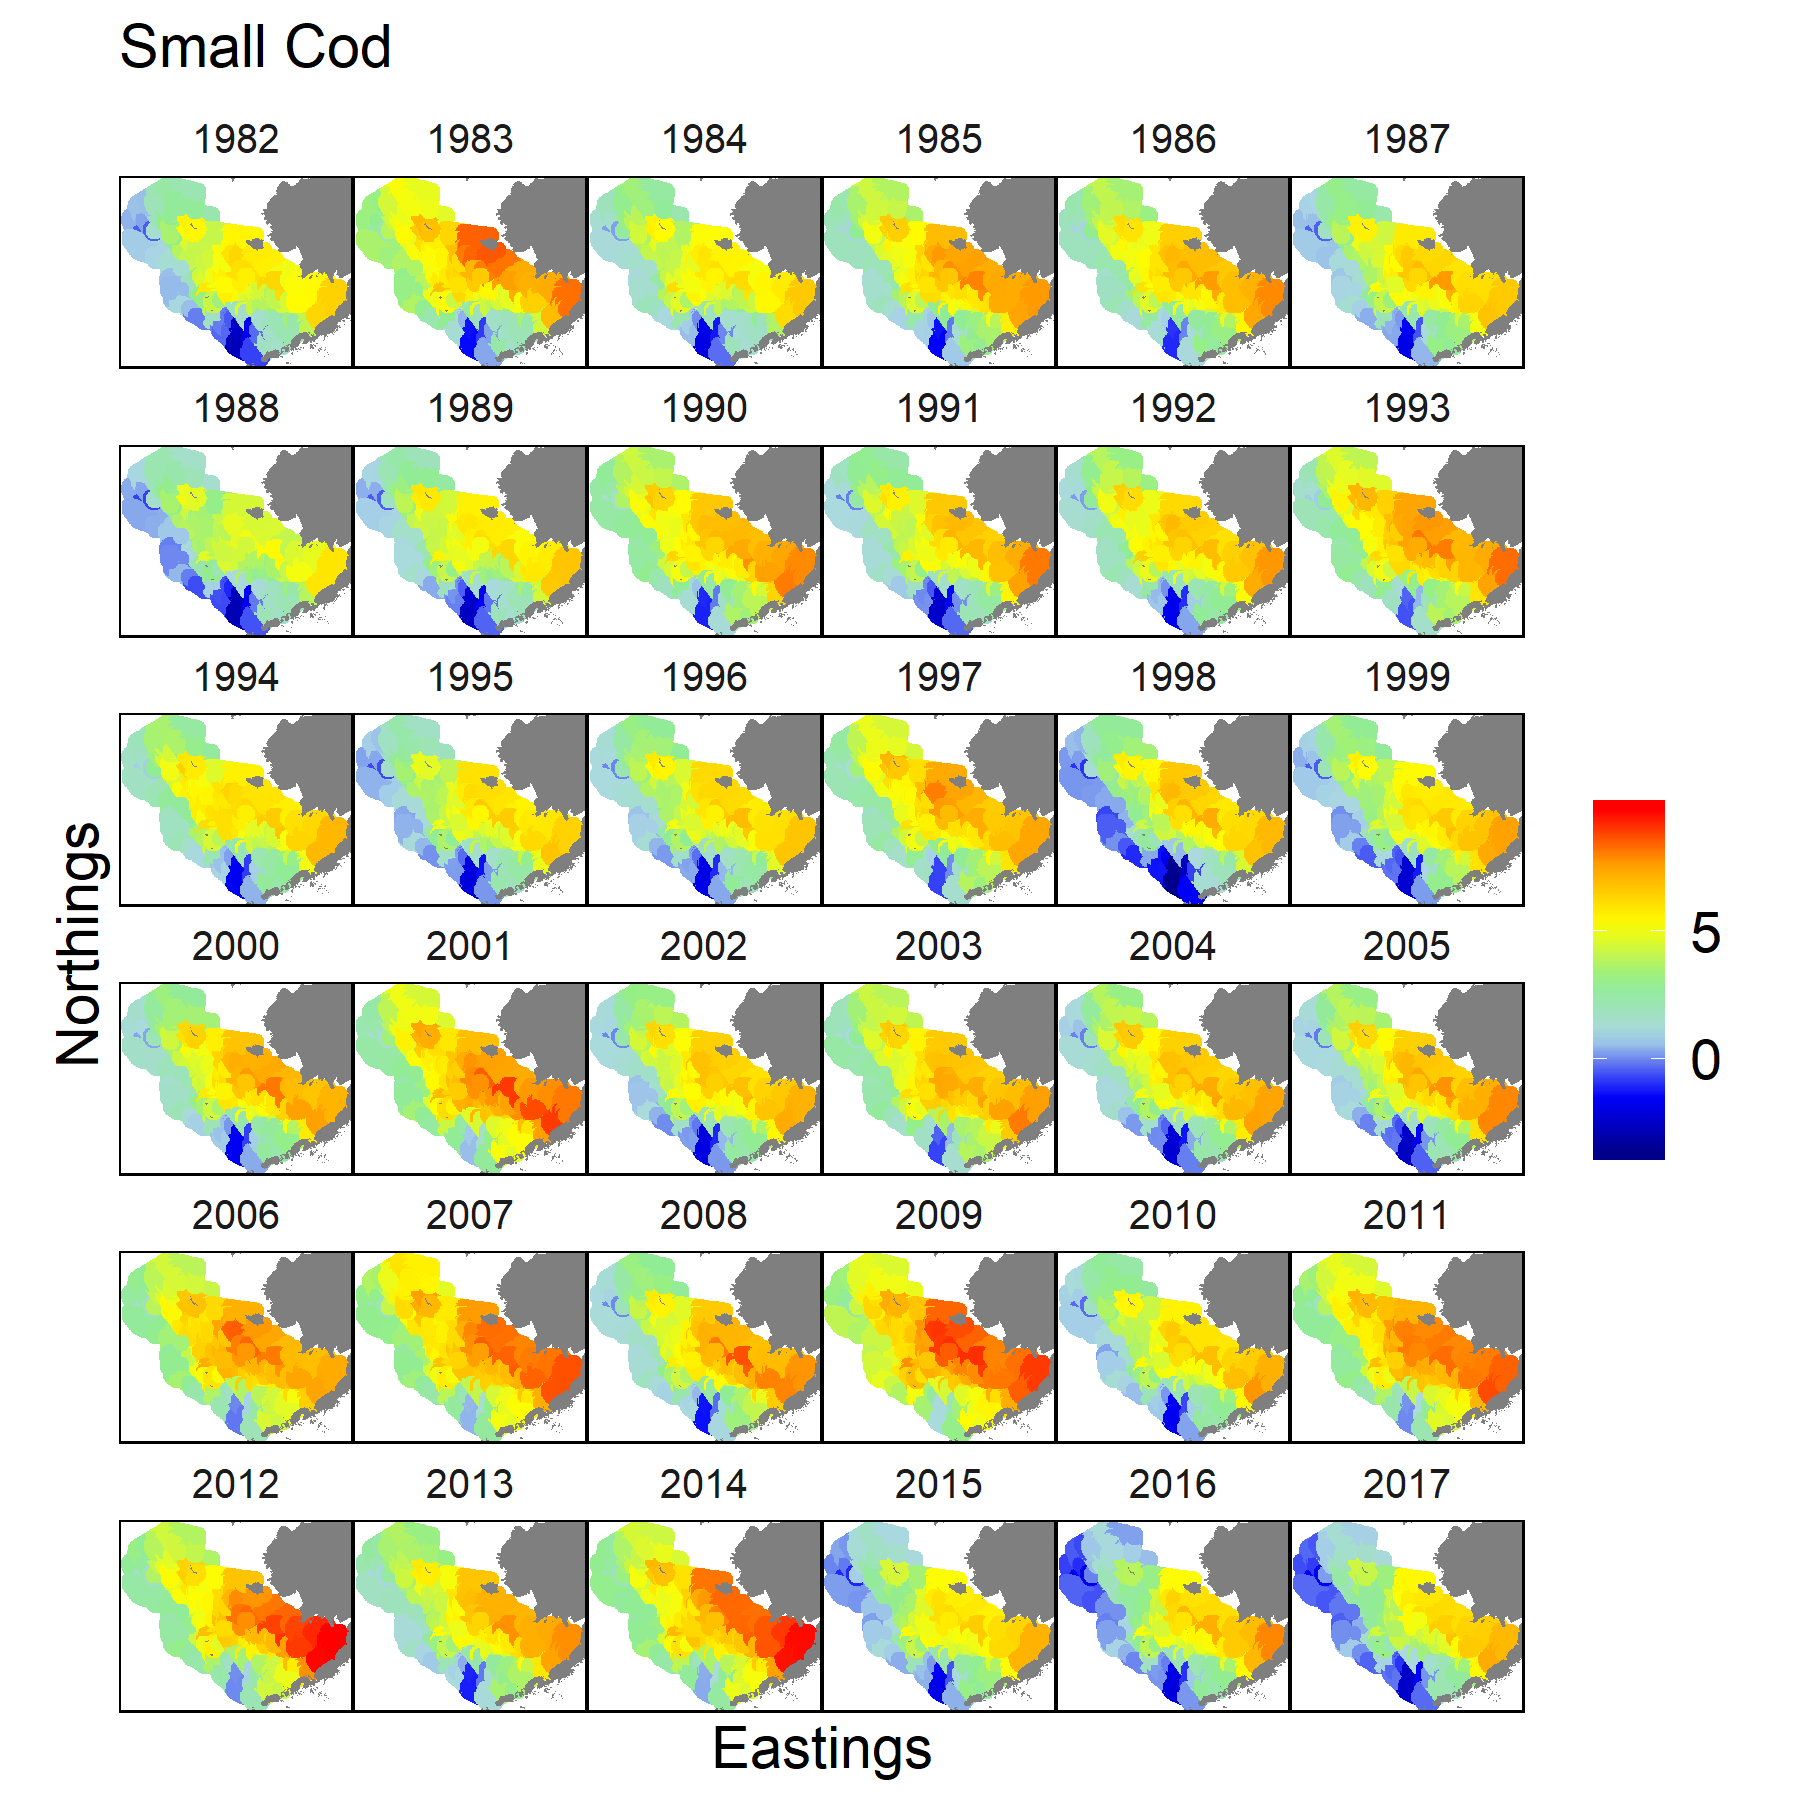 Small Cod
1982 1983 1984 1985 1986 1987
1988 1989 1990 1991 1992 1993
1994 1995 1996 1997 1998 1999
2000 2001 2002 2003 2004 2005
2006 2007 2008 2009 2010 2011
2012 2013 2014 2015 2016 2017
Northings
Eastings
5
0